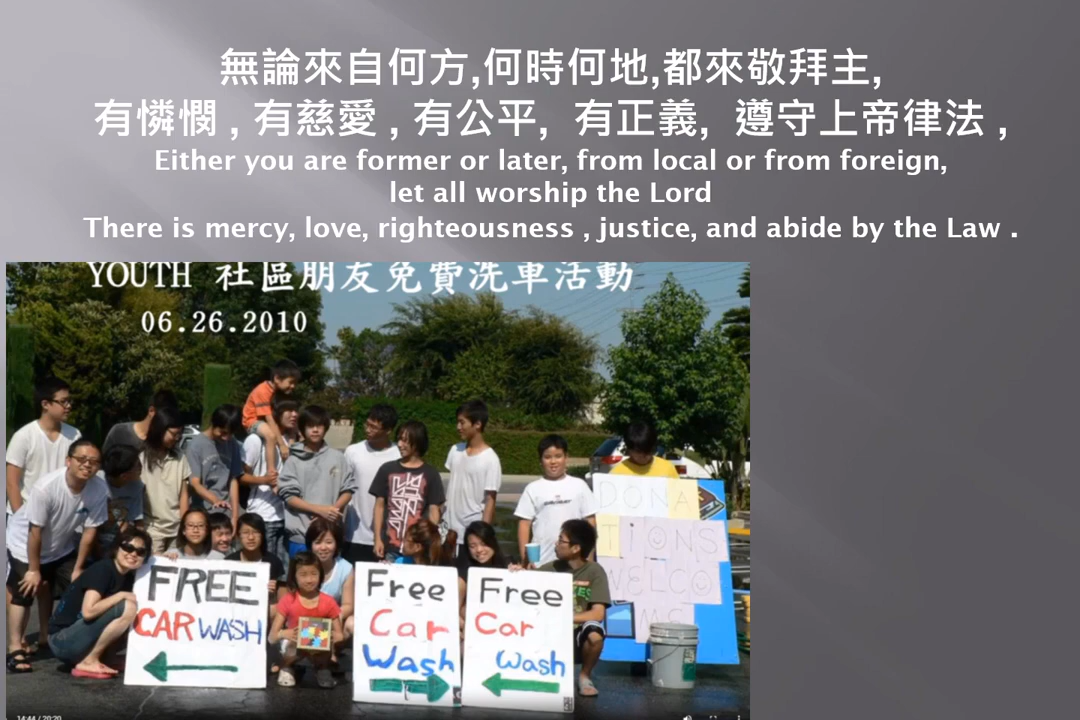 無論來自何方,何時何地,都來敬拜主,
有憐憫 , 有慈愛 , 有公平, 有正義, 遵守上帝律法 ,
Either you are former or later, from local or from foreign,
let all worship the Lord
There is mercy, love, righteousness , justice, and abide by the Law .
YOUTH 社區朋友免費洗車活動
06.26.2010
DONA
TIONS
WELCO
ME
FREE
CAR WASH
Free
Car
Wash
Free
Car
Wash
14:44 / 20:20